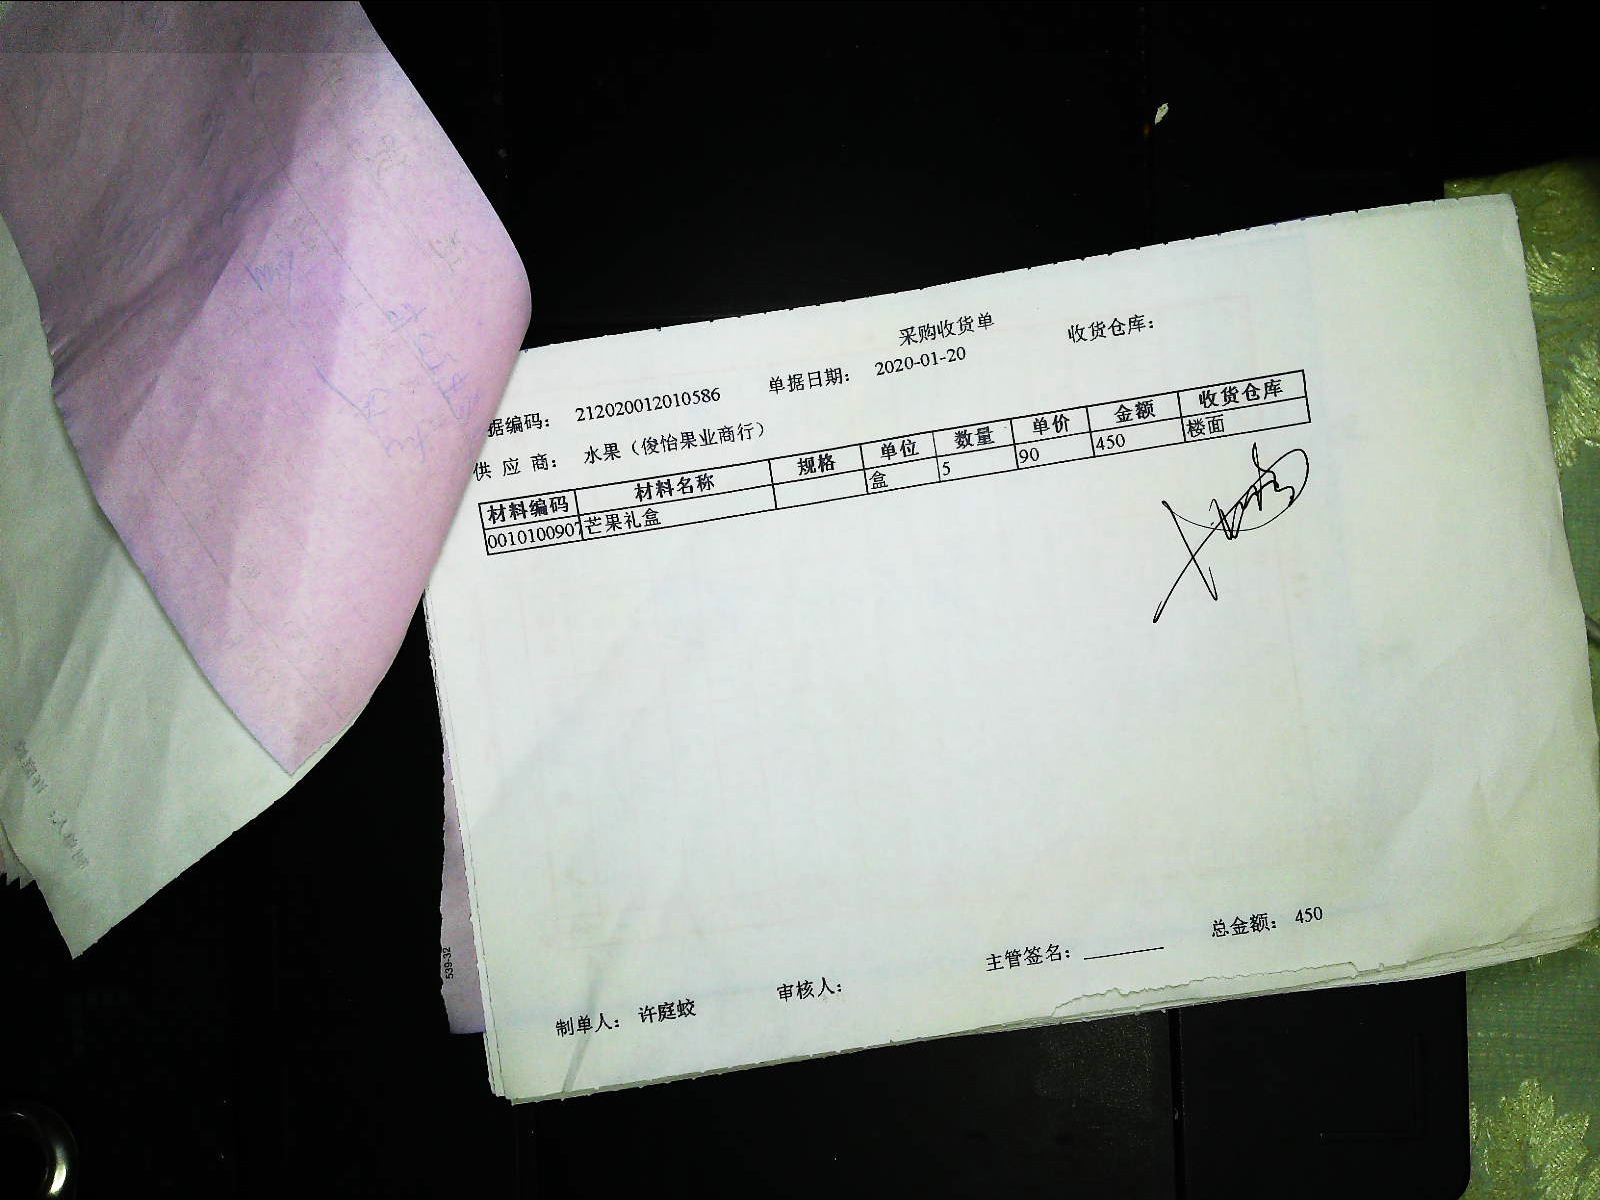 采购收货单
据编码： 212020012010586 单据日期： 2020-01-20 收货仓库：
供 应 商： 水果（俊怡果业商行）
材料编码 材料名称 规格 单位 数量 单价 金额 收货仓库
001010090 芒果礼盒 盒 5 90 450 楼面
总金额： 450
主管签名：
审核人：
制单人： 许庭蛟
539-32